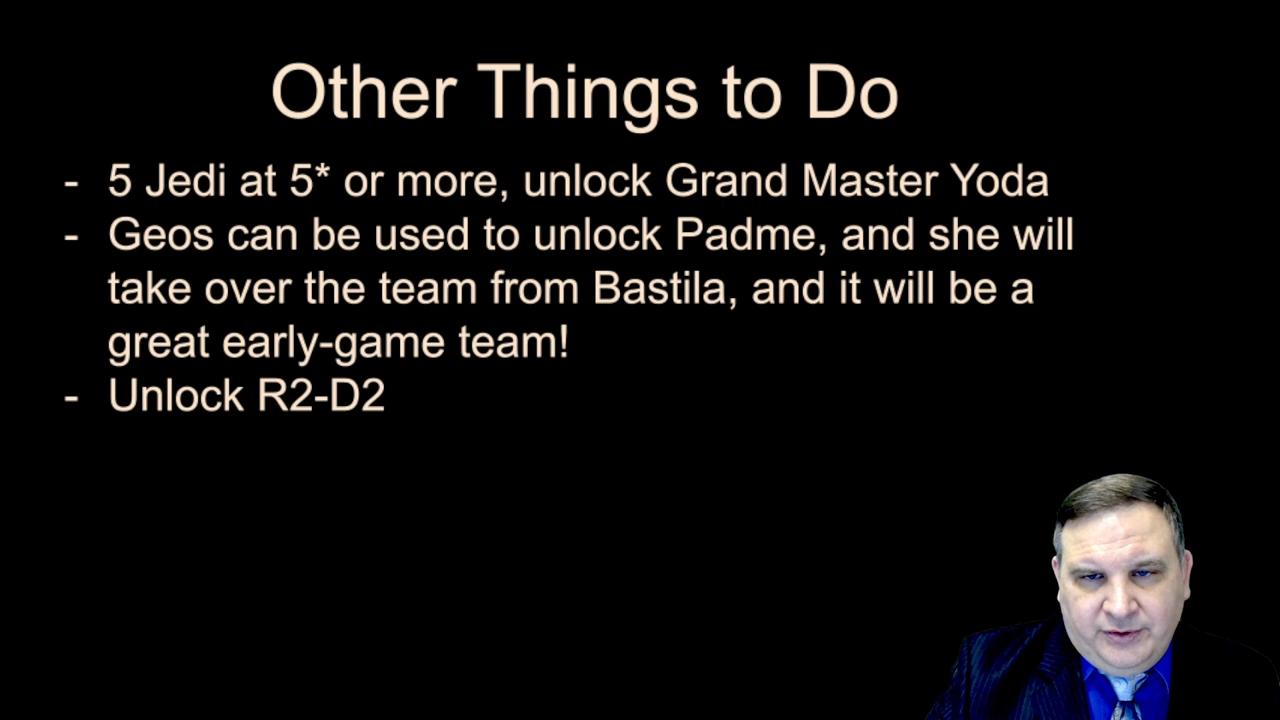 Other Things to Do
- 5 Jedi at 5* or more, unlock Grand Master Yoda
- Geos can be used to unlock Padme, and she will
take over the team from Bastila, and it will be a
great early-game team!
- Unlock R2-D2